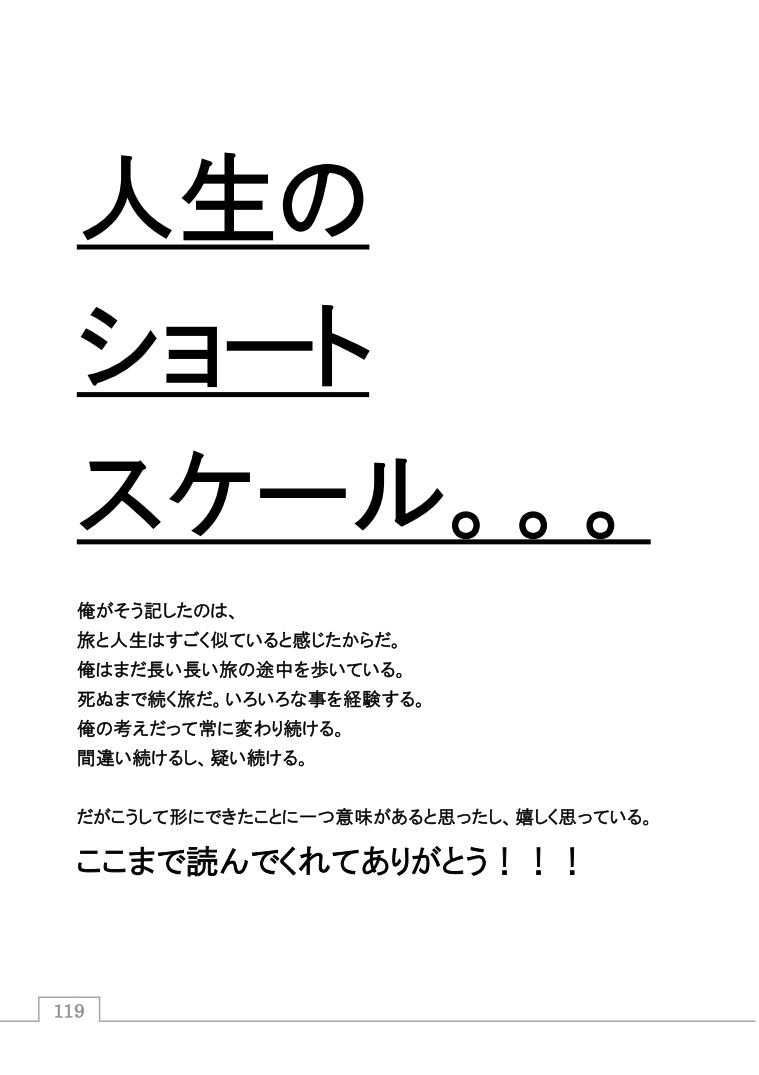 人生の
ショート
スケール。。。
俺がそう記したのは、
旅と人生はすごく似ていると感じたからだ。
俺はまだ長い長い旅の途中を歩いている。
死ぬまで続く旅だ。いろいろな事を経験する。
俺の考えだって常に変わり続ける。
間違い続けるし、疑い続ける。
だがこうして形にできたことに一つ意味があると思ったし、嬉しく思っている。
ここまで読んでくれてありがとう！！！
119